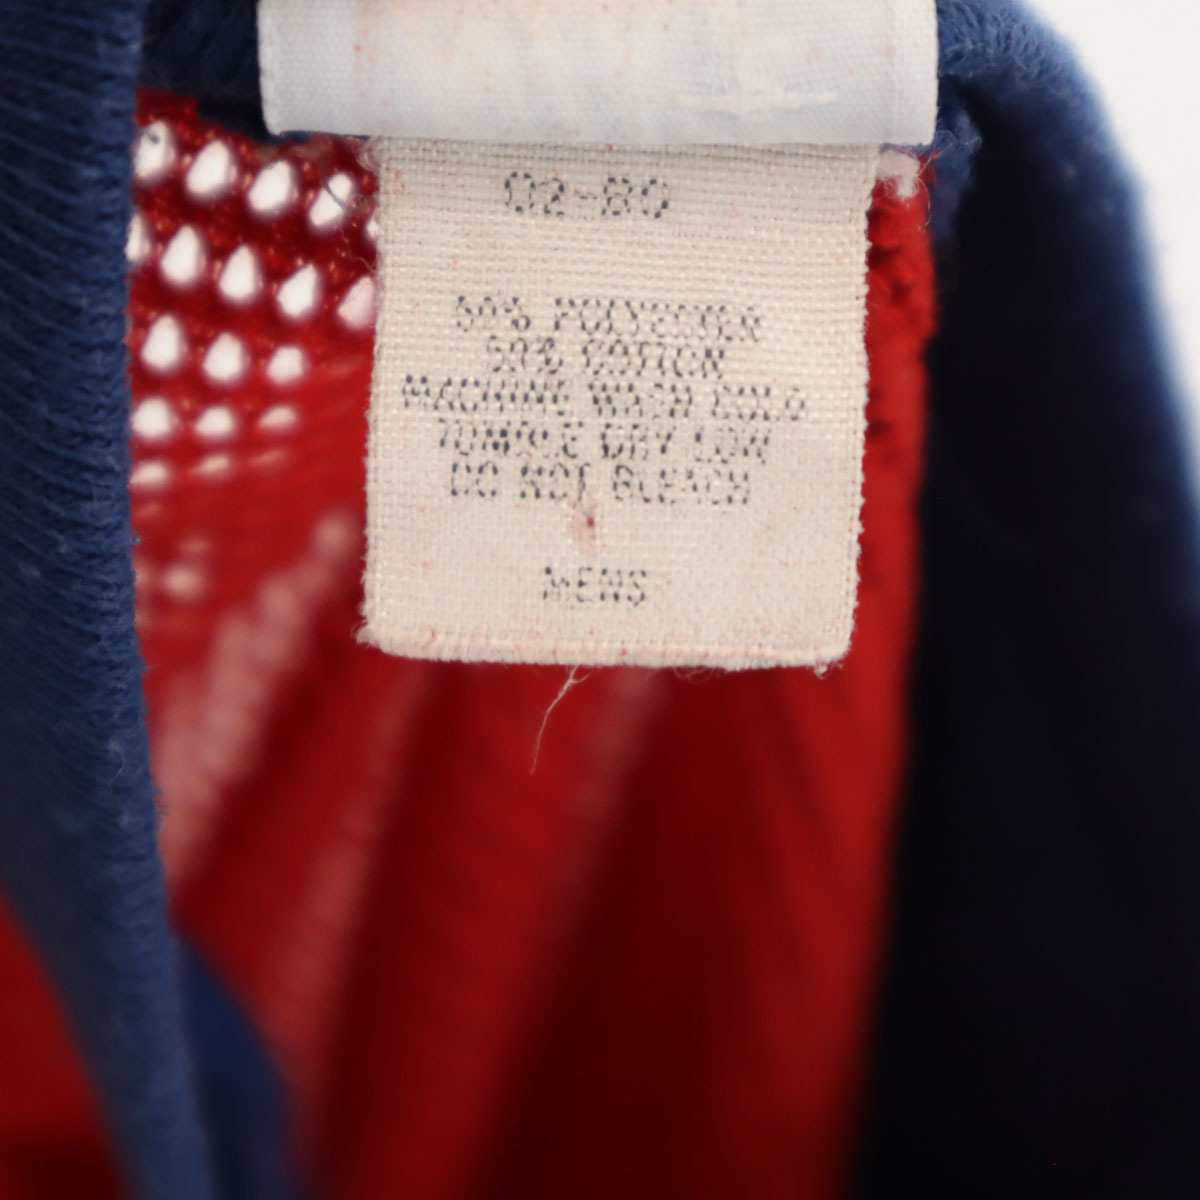 02-80
50% POLYESTER
50% COTTON
MACHINE WASH COLD
TUMBLE DRY LOW
DO NOT BLEACH
MENS